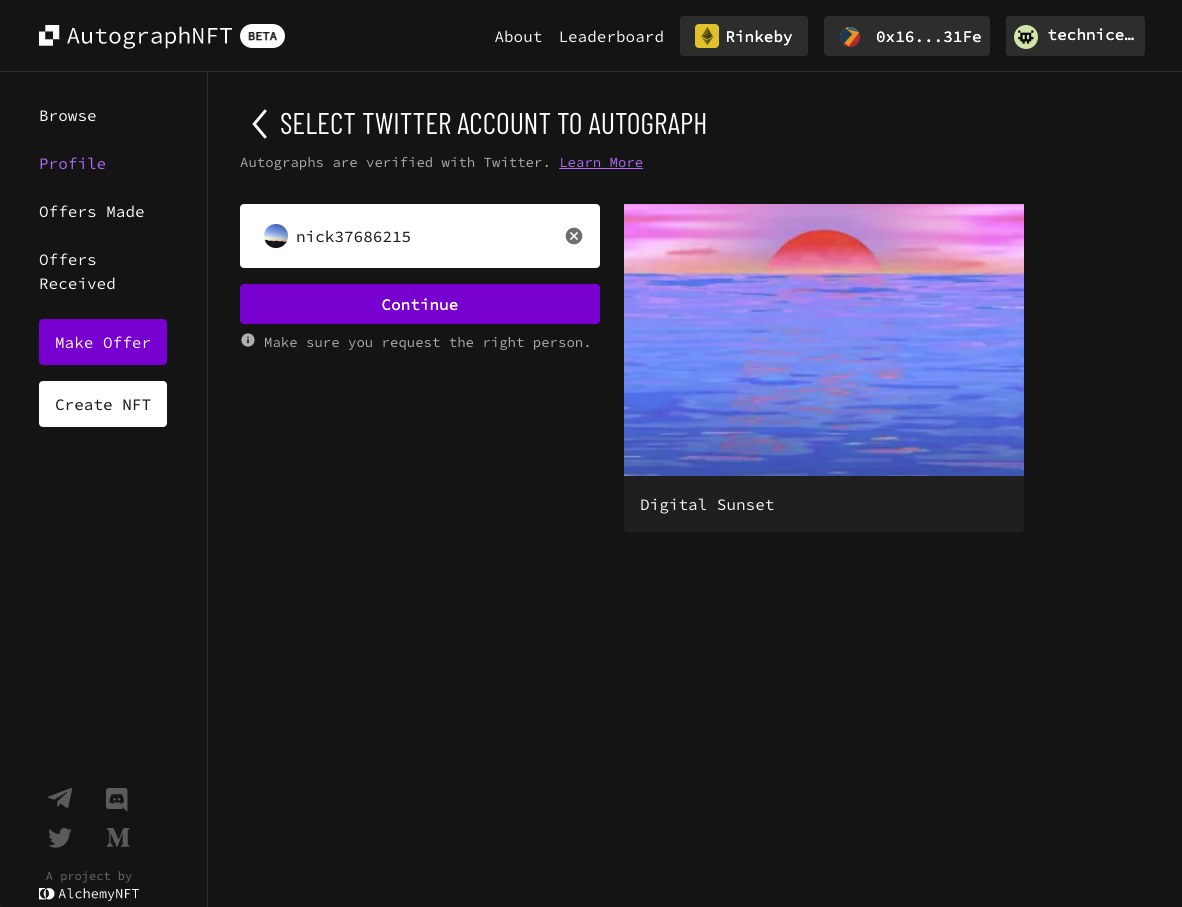 AutographNFT BETA
About Leaderboard Rinkeby 0x16...31Fe technice…
Browse
Profile
Offers Made
Offers
Received
Make Offer
Create NFT
SELECT TWITTER ACCOUNT TO AUTOGRAPH
Autographs are verified with Twitter. Learn More
nick37686215
Continue
Make sure you request the right person.
Digital Sunset
A project by
AlchemyNFT